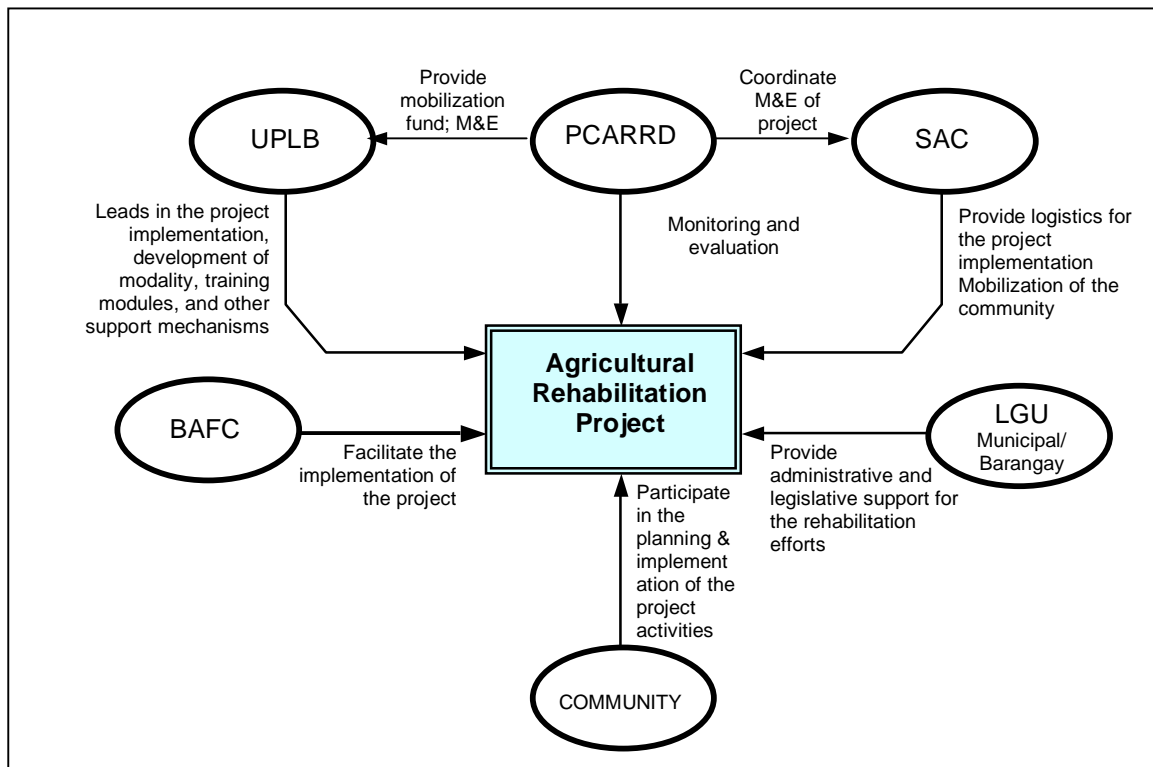 Provide
mobilization
fund; M&E
Coordinate
M&E of
project
UPLB
PCARRD
SAC
Leads in the project
implementation,
development of
modality, training
modules, and other
support mechanisms
Monitoring and
evaluation
Provide logistics for
the project
implementation
Mobilization of the
community
Agricultural
Rehabilitation
Project
BAFC
LGU
Municipal/
Barangay
Facilitate the
implementation of
the project
Provide
administrative and
legislative support for
the rehabilitation
efforts
Participate
in the
planning &
implement
ation of the
project
activities
COMMUNITY